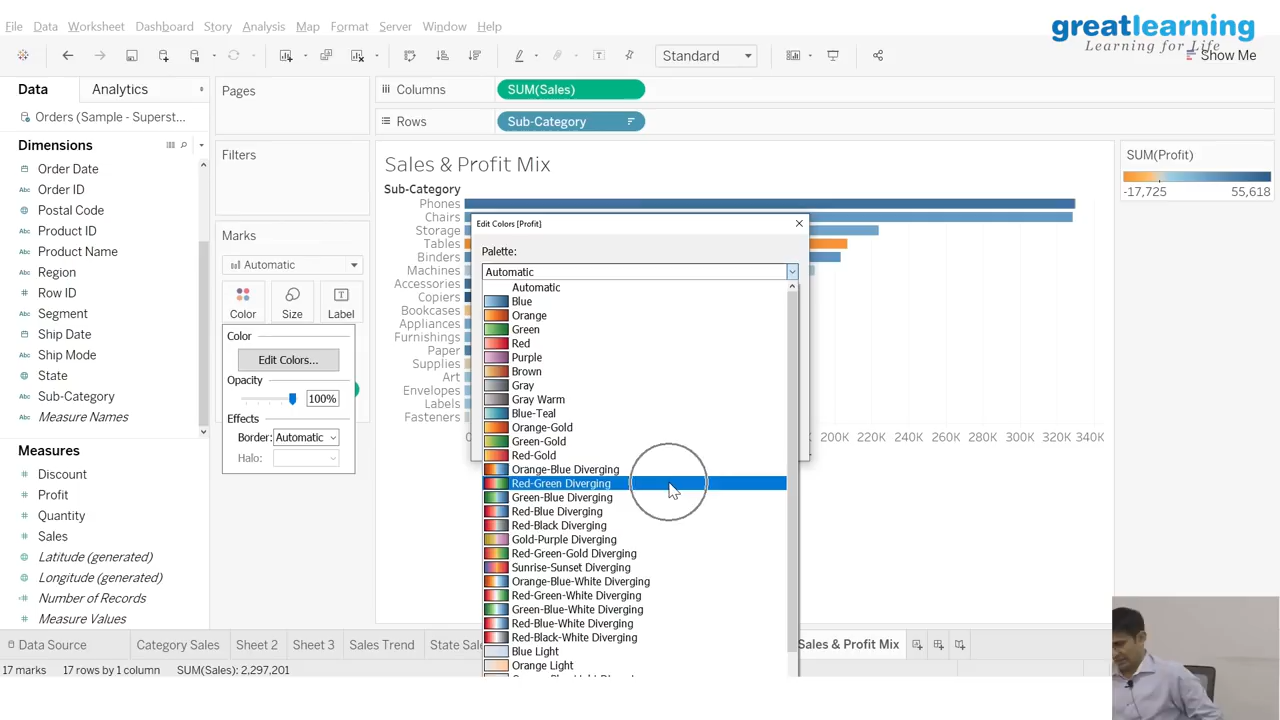 File Data Worksheet Dashboard Story Analysis Map Format Server Window Help
greatlearning
Learning for Life
Standard
Show Me
Data Analytics
Orders (Sample - Superst...
Dimensions
Order Date
Abc Order ID
Postal Code
Abc Product ID
Abc Product Name
Abc Region
Row ID
Abc Segment
Ship Date
Abc Ship Mode
State
Abc Sub-Category
Abc Measure Names
Measures
# Discount
# Profit
# Quantity
# Sales
Latitude (generated)
Longitude (generated)
Number of Records
# Measure Values
Pages
Filters
Marks
Automatic
Color Size Label
Color
Edit Colors...
Opacity
100%
Effects
Border: Automatic
Halo:
Columns SUM(Sales)
Rows Sub-Category
Sales & Profit Mix
Sub-Category
Phones
Chairs
Storage
Tables
Binders
Machines
Accessories
Copiers
Bookcases
Appliances
Furnishings
Paper
Supplies
Art
Envelopes
Labels
Fasteners
200K 220K 240K 260K 280K 300K 320K 340K
Edit Colors [Profit]
Palette:
Automatic
Automatic
Blue
Orange
Green
Red
Purple
Brown
Gray
Gray Warm
Blue-Teal
Orange-Gold
Green-Gold
Red-Gold
Orange-Blue Diverging
Red-Green Diverging
Green-Blue Diverging
Red-Blue Diverging
Red-Black Diverging
Gold-Purple Diverging
Red-Green-Gold Diverging
Sunrise-Sunset Diverging
Orange-Blue-White Diverging
Red-Green-White Diverging
Green-Blue-White Diverging
Red-Blue-White Diverging
Red-Black-White Diverging
Blue Light
Orange Light
SUM(Profit)
-17,725 55,618
Data Source Category Sales Sheet 2 Sheet 3 Sales Trend State Sal Sales & Profit Mix
17 marks 17 rows by 1 column SUM(Sales): 2,297,201